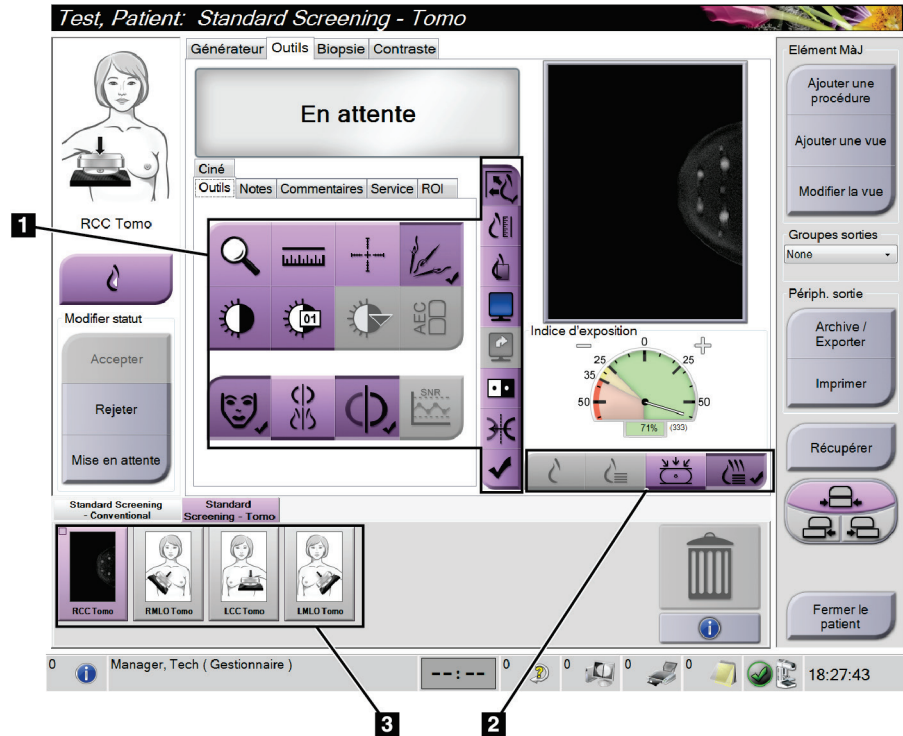 Test, Patient: Standard Screening - Tomo
Générateur Outils Biopsie Contraste
Elément MàJ
Ajouter une
procédure
Ajouter une vue
Modifier la vue
En attente
Ciné
Outils Notes Commentaires Service ROI
RCC Tomo
1
Groupes sorties
None
01
AEC
Modifier statut
Accepter
Rejeter
Mise en attente
SNR
Indice d'exposition
0
25 25
35
50 50
71% (333)
Périph. sortie
Archive /
Exporter
Imprimer
Récupérer
Standard Screening
- Conventional
Standard
Screening - Tomo
RCC Tomo
RMLO Tomo
LCC Tomo
LMLO Tomo
Fermer le
patient
0
Manager, Tech ( Gestionnaire )
--:--
0
0
0
0
18:27:43
3
2